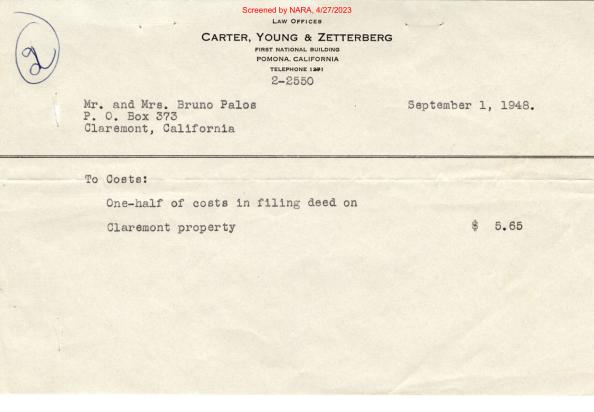 Screened by NARA, 4/27/2023
LAW OFFICES
CARTER, YOUNG & ZETTERBERG
FIRST NATIONAL BUILDING
POMONA, CALIFORNIA
TELEPHONE 1291
2-2550
2
Mr. and Mrs. Bruno Palos September 1, 1948.
P. O. Box 373
Claremont, California
To Costs:
One-half of costs in filing deed on
Claremont property $ 5.65